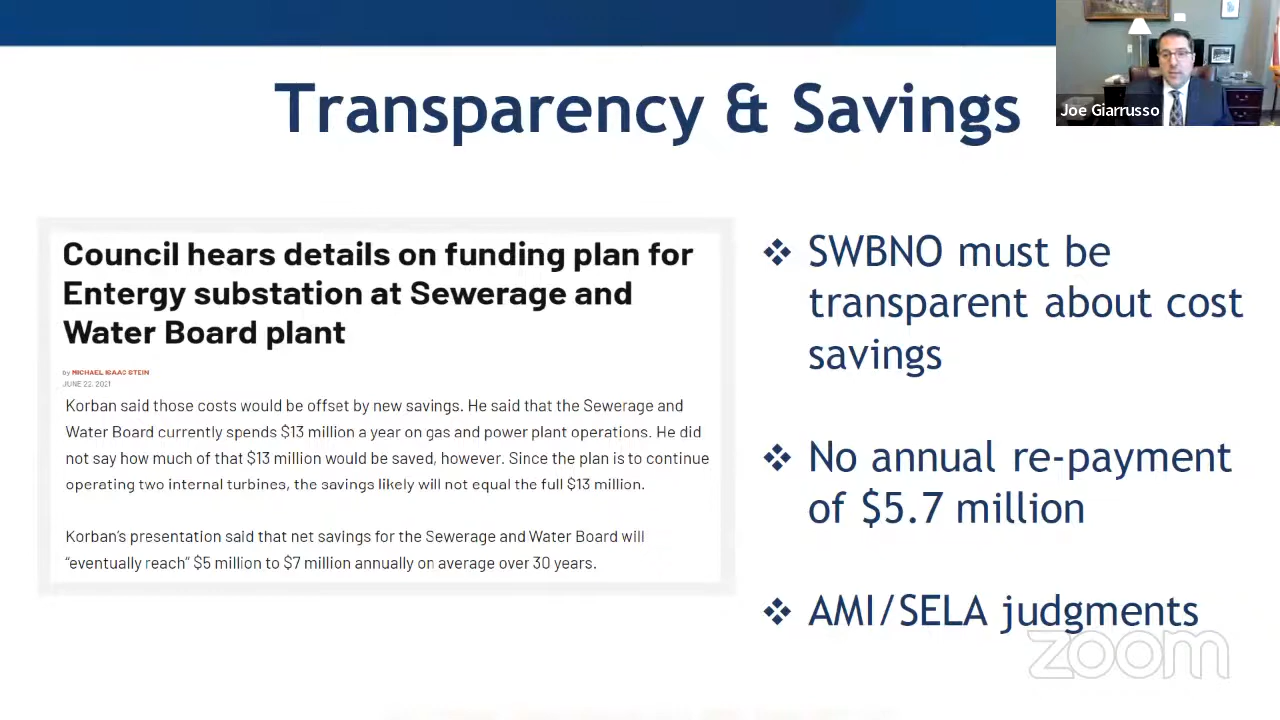 Transparency & Savings
Joe Giarrusso
Council hears details on funding plan for
Entergy substation at Sewerage and
Water Board plant
by MICHAEL ISAAC STEIN
JUNE 22, 2021
Korban said those costs would be offset by new savings. He said that the Sewerage and
Water Board currently spends $13 million a year on gas and power plant operations. He did
not say how much of that $13 million would be saved, however. Since the plan is to continue
operating two internal turbines, the savings likely will not equal the full $13 million.
Korban's presentation said that net savings for the Sewerage and Water Board will
"eventually reach" $5 million to $7 million annually on average over 30 years.
❖ SWBNO must be
transparent about cost
savings
❖ No annual re-payment
of $5.7 million
❖ AMI/SELA judgments
zoom